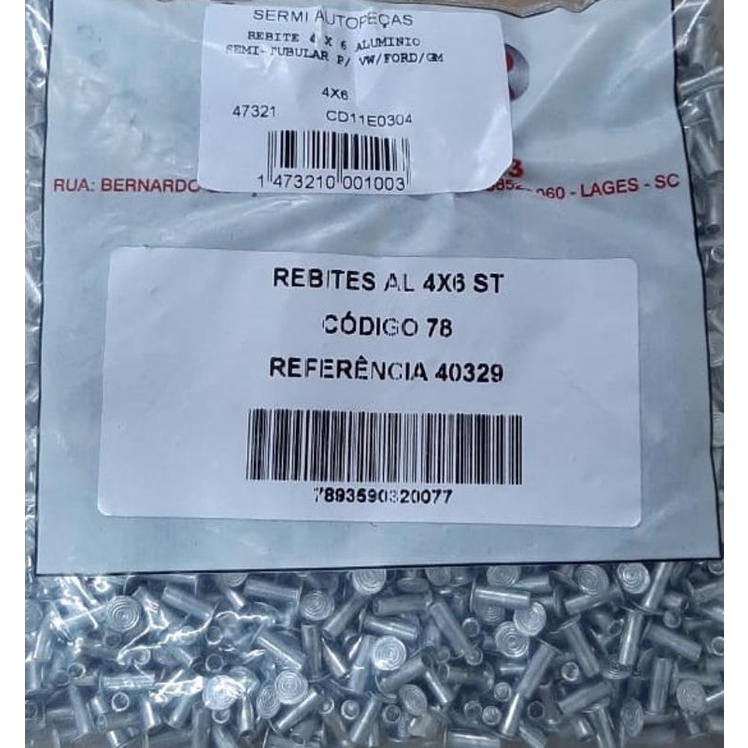 SERMI AUTOPEÇAS
REBITE 4 X 6 ALUMINIO
SEMI-TUBULAR P/ VW/FORD/GM
4X6
47321 CD11E0304
1 473210 001003
RUA: BERNARDO 060 - LAGES - SC
REBITES AL 4X6 ST
CÓDIGO 78
REFERÊNCIA 40329
7893590320077